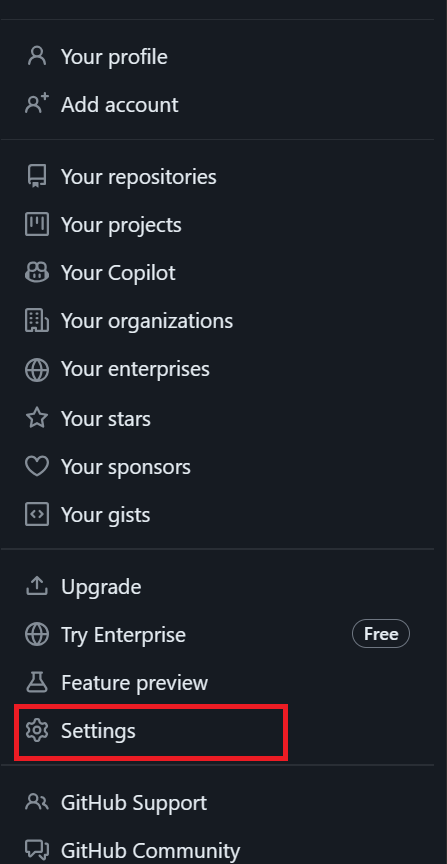 Your profile
Add account
Your repositories
Your projects
Your Copilot
Your organizations
Your enterprises
Your stars
Your sponsors
Your gists
Upgrade
Try Enterprise Free
Feature preview
Settings
GitHub Support
GitHub Community